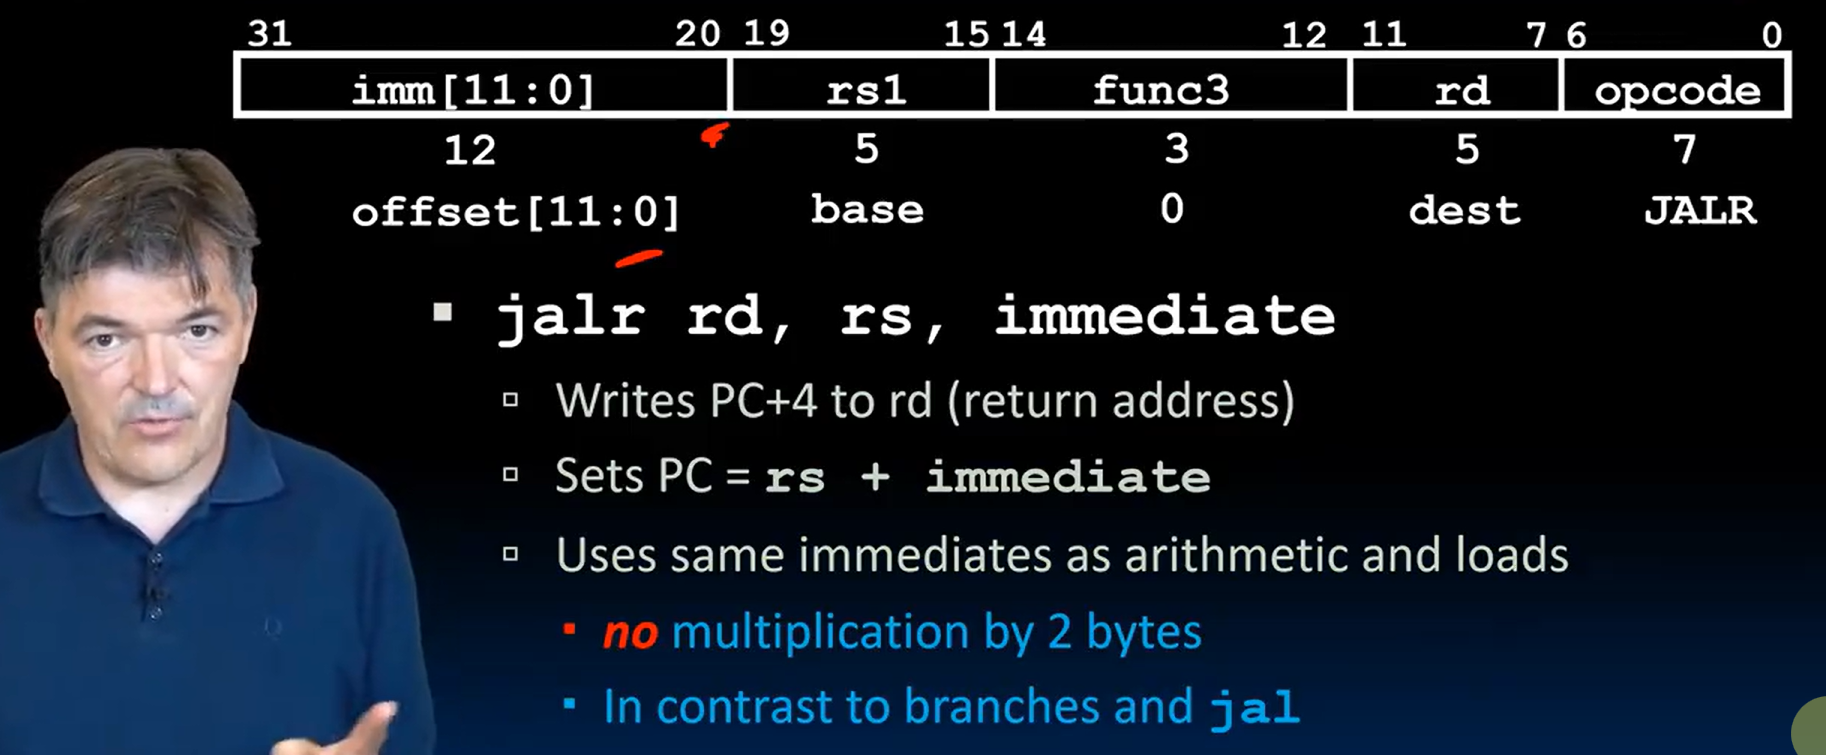 31 20 19 15 14 12 11 7 6 0
imm[11:0] rs1 func3 rd opcode
12 5 3 5 7
offset[11:0] base 0 dest JALR
jalr rd, rs, immediate
Writes PC+4 to rd (return address)
Sets PC = rs + immediate
Uses same immediates as arithmetic and loads
no multiplication by 2 bytes
In contrast to branches and jal